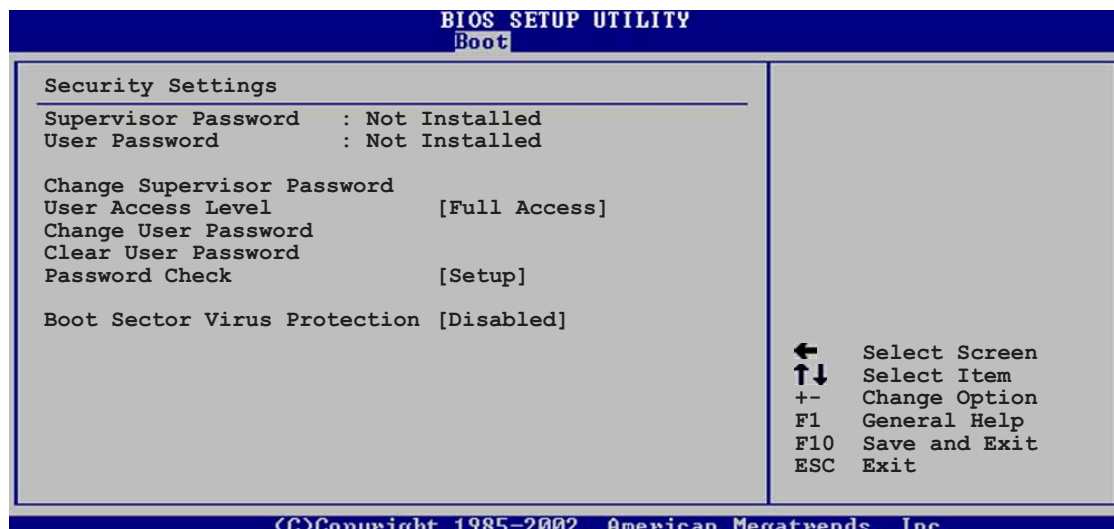 BIOS SETUP UTILITY
Boot
Security Settings
Supervisor Password : Not Installed
User Password : Not Installed
Change Supervisor Password
User Access Level [Full Access]
Change User Password
Clear User Password
Password Check [Setup]
Boot Sector Virus Protection [Disabled]
← Select Screen
↑↓ Select Item
+- Change Option
F1 General Help
F10 Save and Exit
ESC Exit
(C)Copyright 1985-2002, American Megatrends, Inc